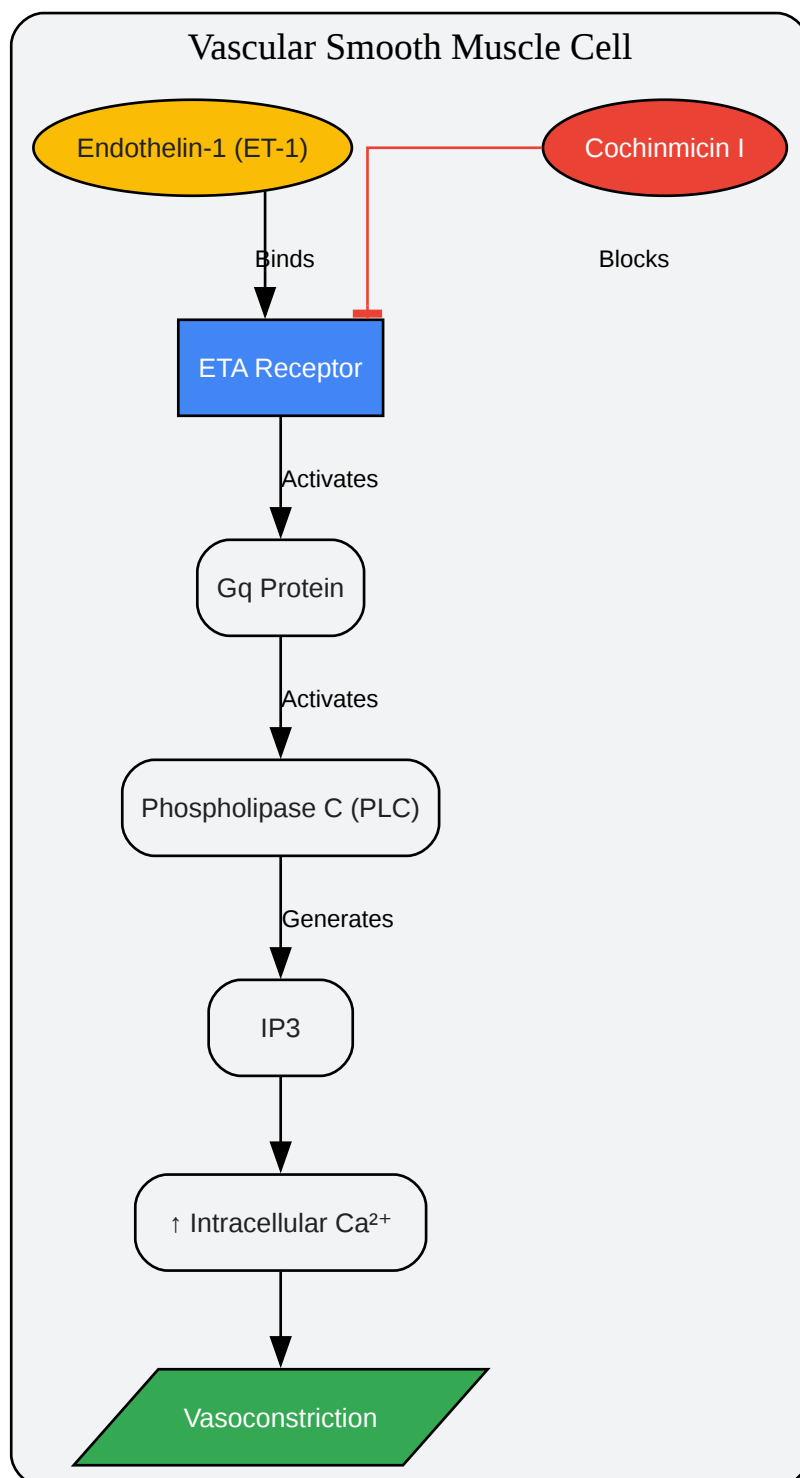 Vascular Smooth Muscle Cell
Endothelin-1 (ET-1)
Cochinmicin I
Binds
Blocks
ETA Receptor
Activates
Gq Protein
Activates
Phospholipase C (PLC)
Generates
IP3
↑ Intracellular Ca²⁺
Vasoconstriction